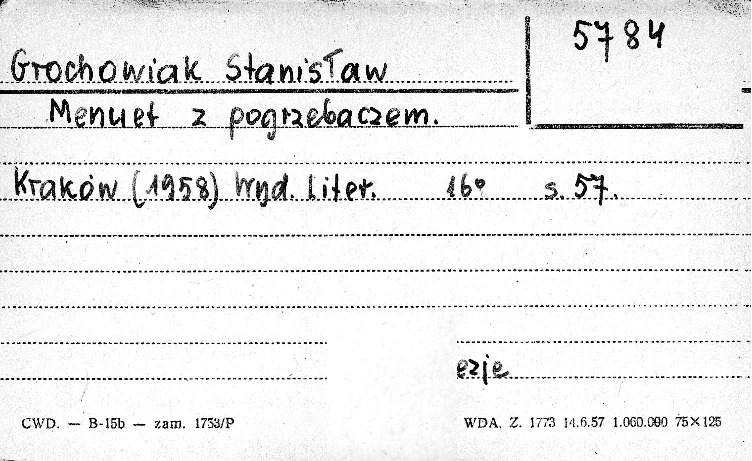 5784
Grochowiak Stanisław
Menuet z pogrzebaczem.
Kraków (1958) Wyd. Liter. 16° s. 57.
ezje
CWD. — B-15b — zam. 1753/P
WDA. Z. 1773 14.6.57 1.060.000 75×125